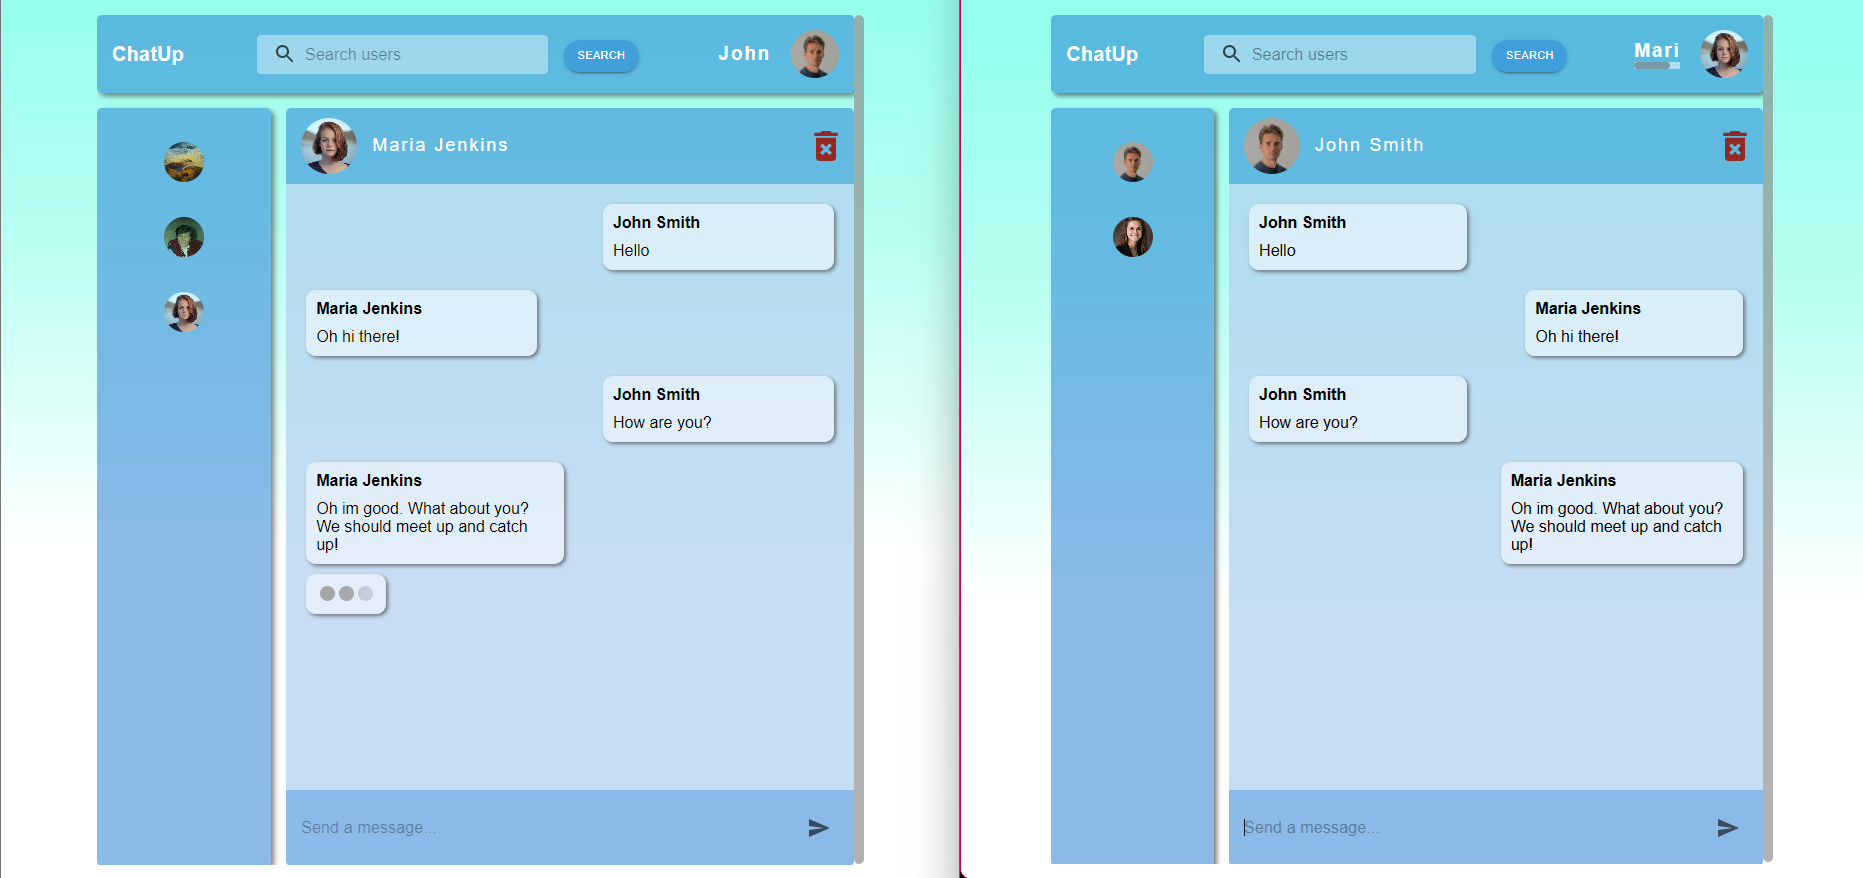 ChatUp
Search users
SEARCH
John
Maria Jenkins
John Smith
Hello
Maria Jenkins
Oh hi there!
John Smith
How are you?
Maria Jenkins
Oh im good. What about you?
We should meet up and catch
up!
Send a message...
ChatUp
Search users
SEARCH
Mari
John Smith
John Smith
Hello
Maria Jenkins
Oh hi there!
John Smith
How are you?
Maria Jenkins
Oh im good. What about you?
We should meet up and catch
up!
Send a message...